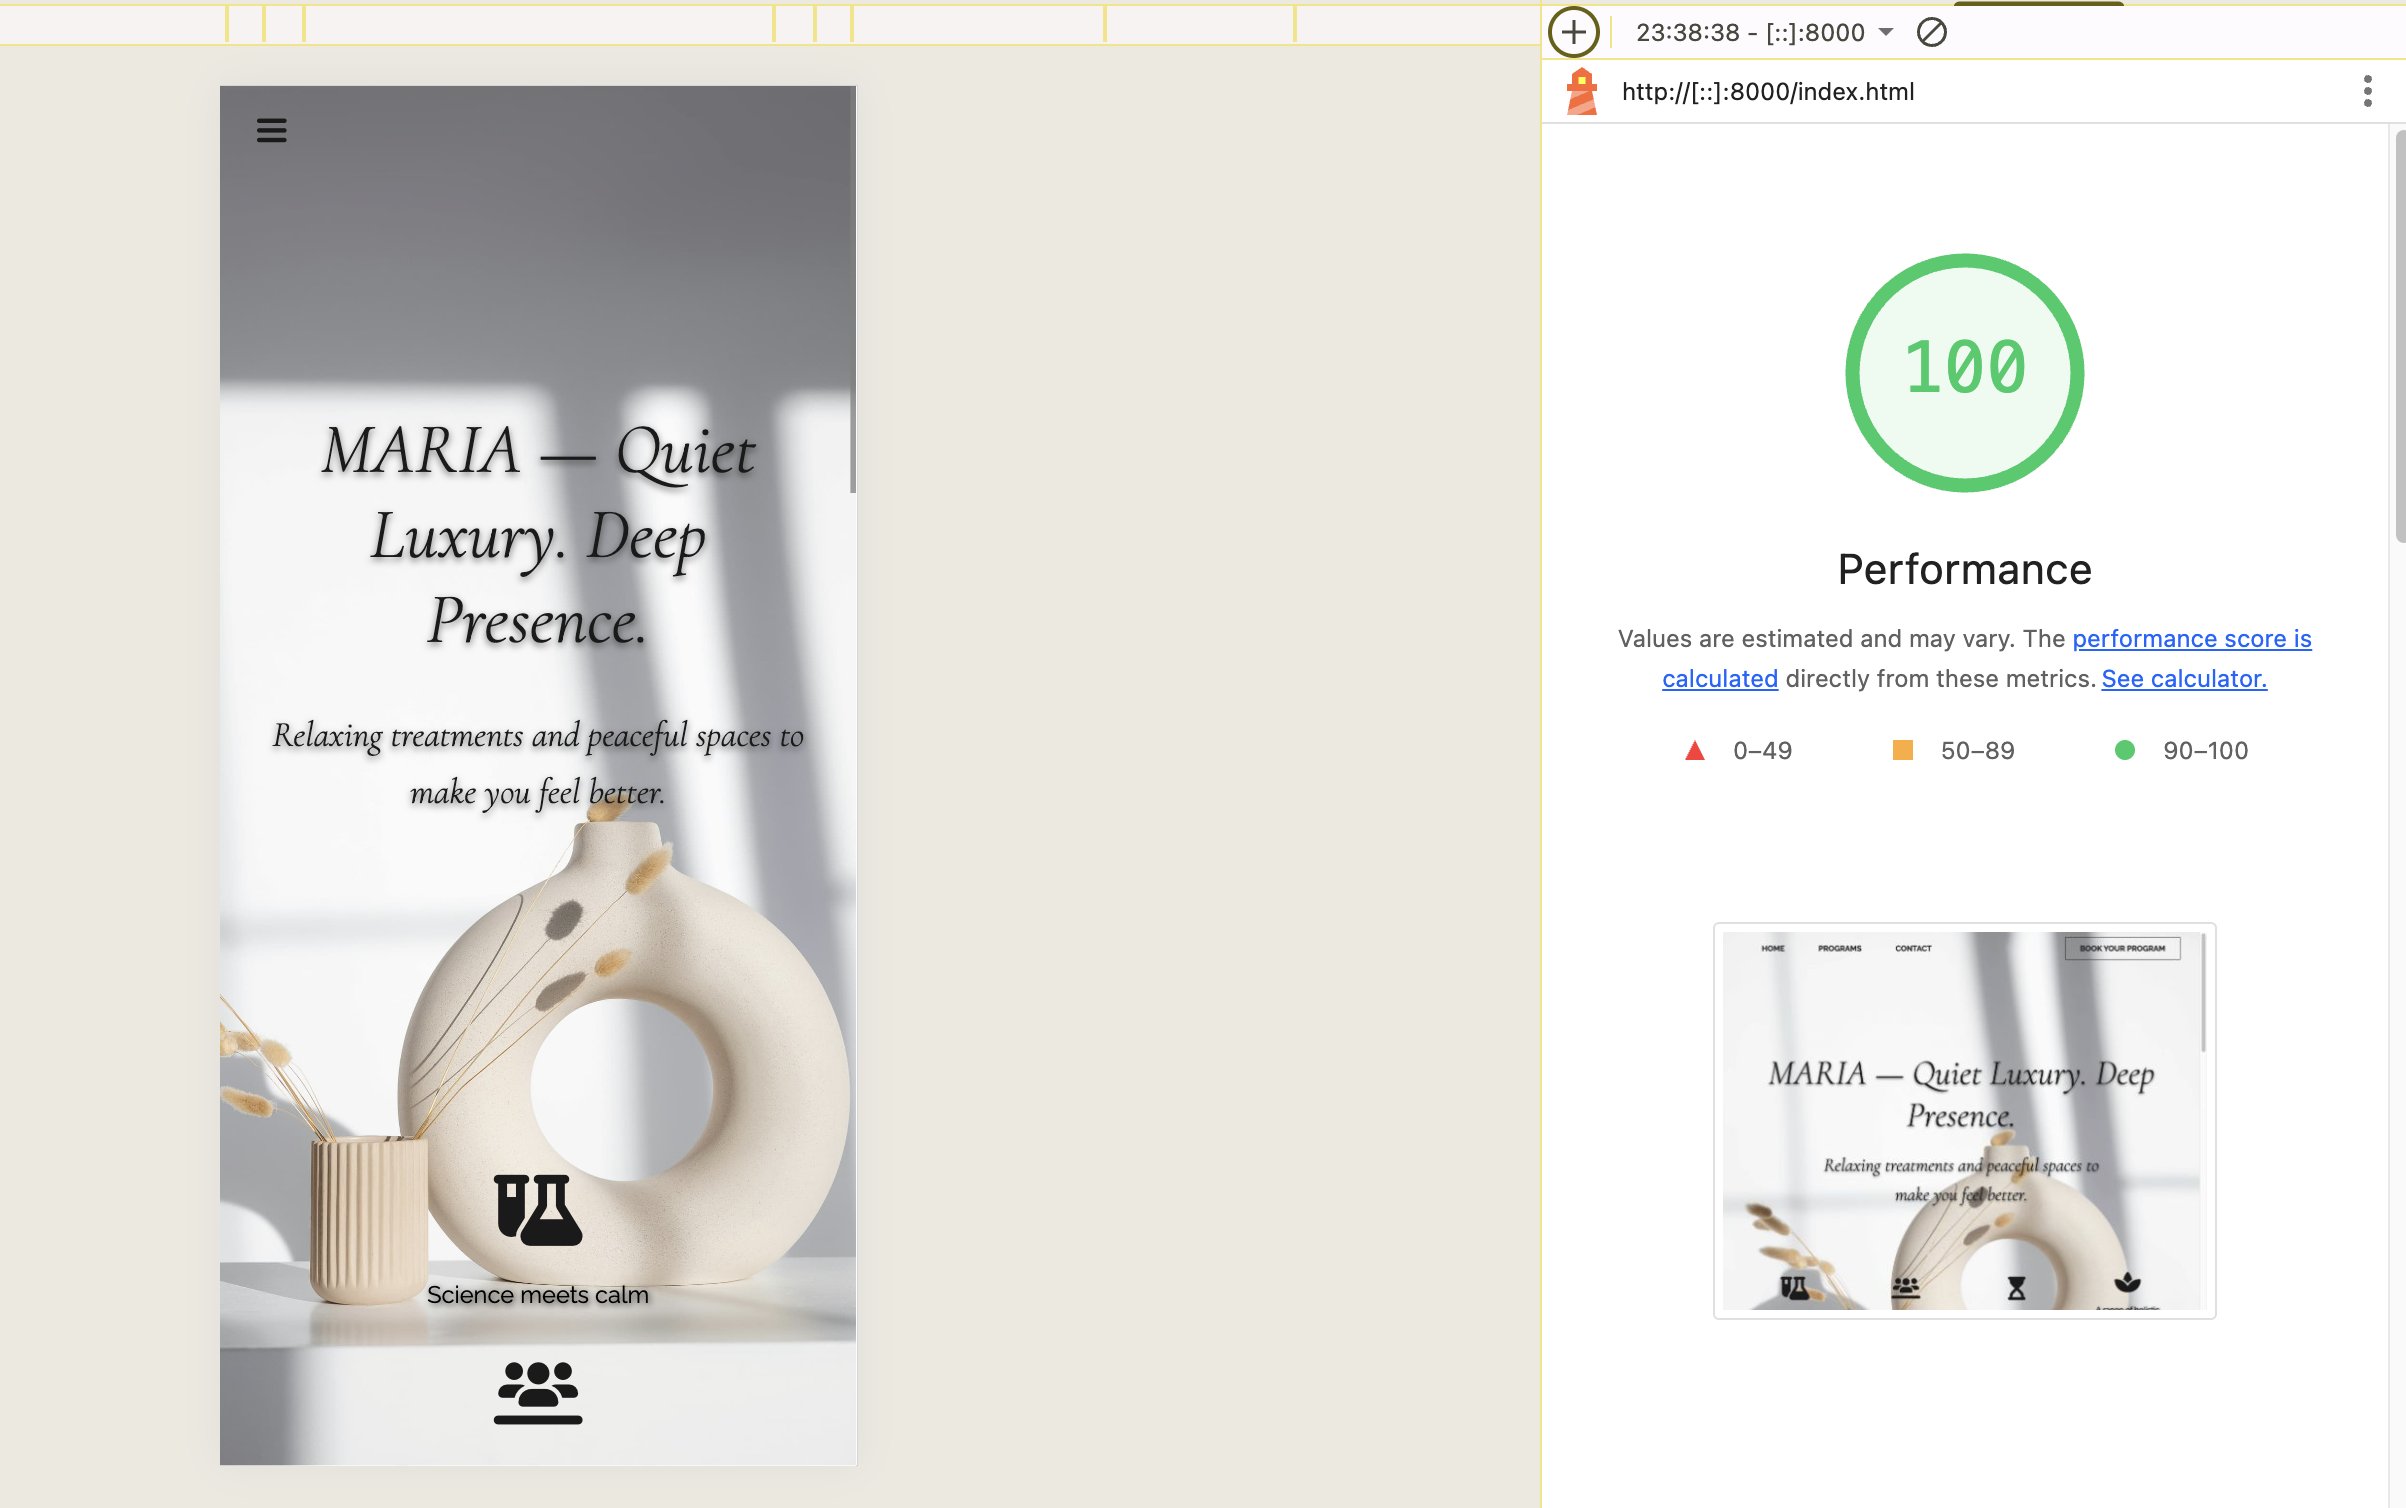 MARIA — Quiet
Luxury. Deep
Presence.
Relaxing treatments and peaceful spaces to
make you feel better.
Science meets calm
23:38:38 - [::]:8000
http://[::]:8000/index.html
100
Performance
Values are estimated and may vary. The performance score is
calculated directly from these metrics. See calculator.
0–49
50–89
90–100
HOME
PROGRAMS
CONTACT
BOOK YOUR PROGRAM
MARIA — Quiet Luxury. Deep
Presence.
Relaxing treatments and peaceful spaces to
make you feel better.